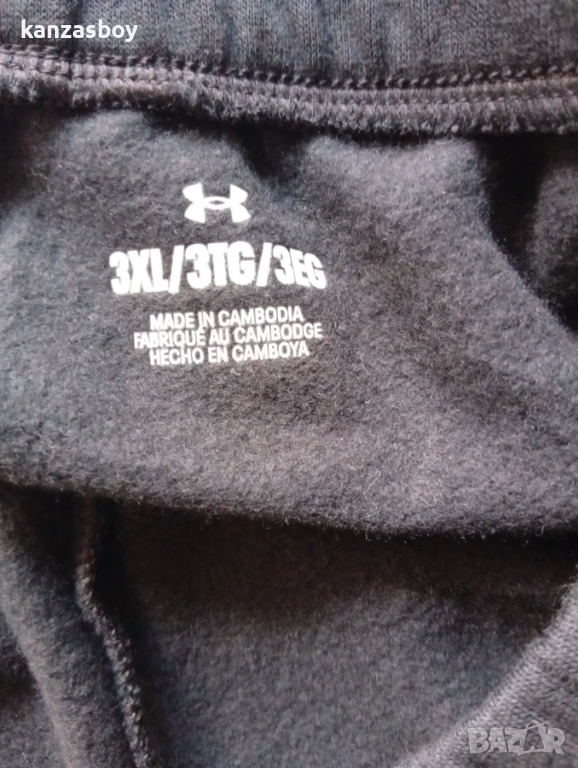 kanzasboy
3XL/3TG/3EG
MADE IN CAMBODIA
FABRIQUÉ AU CAMBODGE
HECHO EN CAMBOYA
BAZAR